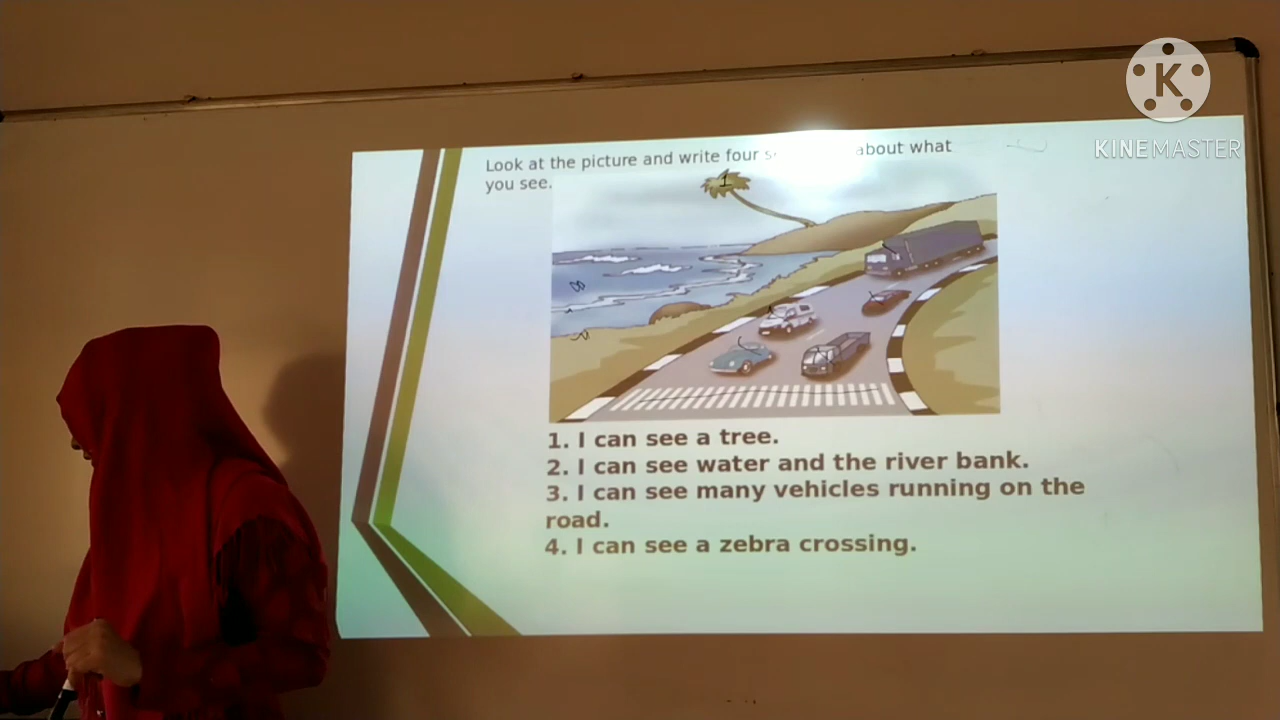 K
KINEMASTER
Look at the picture and write four about what
you see.
1
1. I can see a tree.
2. I can see water and the river bank.
3. I can see many vehicles running on the
road.
4. I can see a zebra crossing.